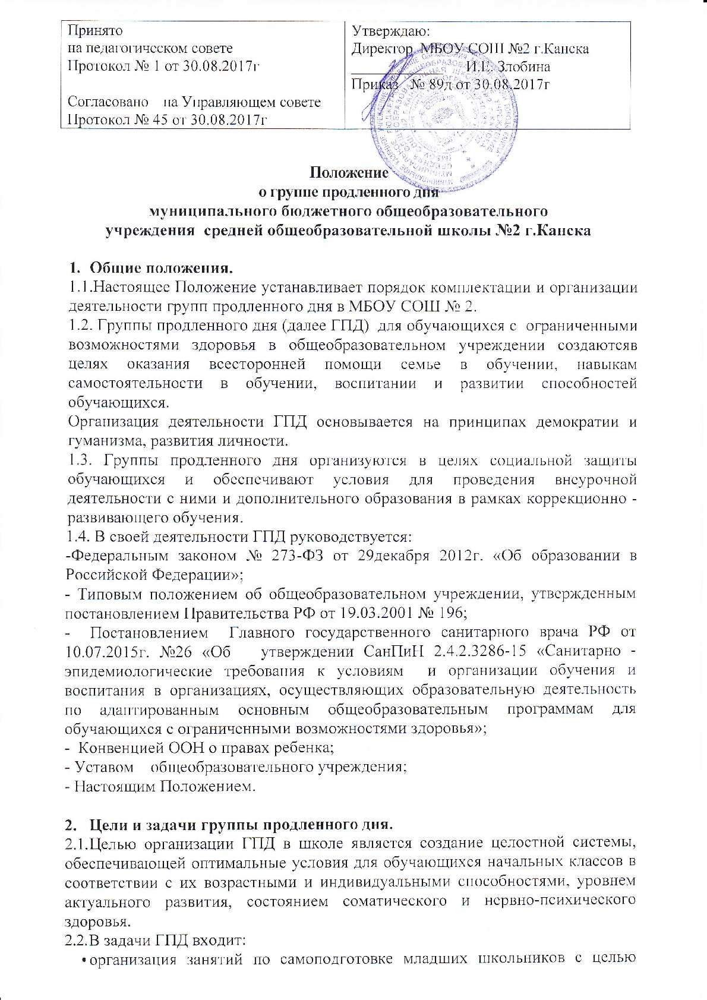 Принято
на педагогическом совете
Протокол № 1 от 30.08.2017г
Согласовано на Управляющем совете
Протокол № 45 от 30.08.2017г
Утверждаю:
Директор МБОУ СОШ №2 г.Канска
И.Е. Злобина
Приказ № 89д от 30.08.2017г
Положение
о группе продленного дня
муниципального бюджетного общеобразовательного
учреждения средней общеобразовательной школы №2 г.Канска
1. Общие положения.
1.1.Настоящее Положение устанавливает порядок комплектации и организации
деятельности групп продленного дня в МБОУ СОШ № 2.
1.2. Группы продленного дня (далее ГПД) для обучающихся с ограниченными
возможностями здоровья в общеобразовательном учреждении создаютсяв
целях оказания всесторонней помощи семье в обучении, навыкам
самостоятельности в обучении, воспитании и развитии способностей
обучающихся.
Организация деятельности ГПД основывается на принципах демократии и
гуманизма, развития личности.
1.3. Группы продленного дня организуются в целях социальной защиты
обучающихся и обеспечивают условия для проведения внеурочной
деятельности с ними и дополнительного образования в рамках коррекционно -
развивающего обучения.
1.4. В своей деятельности ГПД руководствуется:
-Федеральным законом № 273-ФЗ от 29декабря 2012г. «Об образовании в
Российской Федерации»;
- Типовым положением об общеобразовательном учреждении, утвержденным
постановлением Правительства РФ от 19.03.2001 № 196;
- Постановлением Главного государственного санитарного врача РФ от
10.07.2015г. №26 «Об утверждении СанПиН 2.4.2.3286-15 «Санитарно -
эпидемиологические требования к условиям и организации обучения и
воспитания в организациях, осуществляющих образовательную деятельность
по адаптированным основным общеобразовательным программам для
обучающихся с ограниченными возможностями здоровья»;
- Конвенцией ООН о правах ребенка;
- Уставом общеобразовательного учреждения;
- Настоящим Положением.
2. Цели и задачи группы продленного дня.
2.1.Целью организации ГПД в школе является создание целостной системы,
обеспечивающей оптимальные условия для обучающихся начальных классов в
соответствии с их возрастными и индивидуальными способностями, уровнем
актуального развития, состоянием соматического и нервно-психического
здоровья.
2.2.В задачи ГПД входит:
•организация занятий по самоподготовке младших школьников с целью